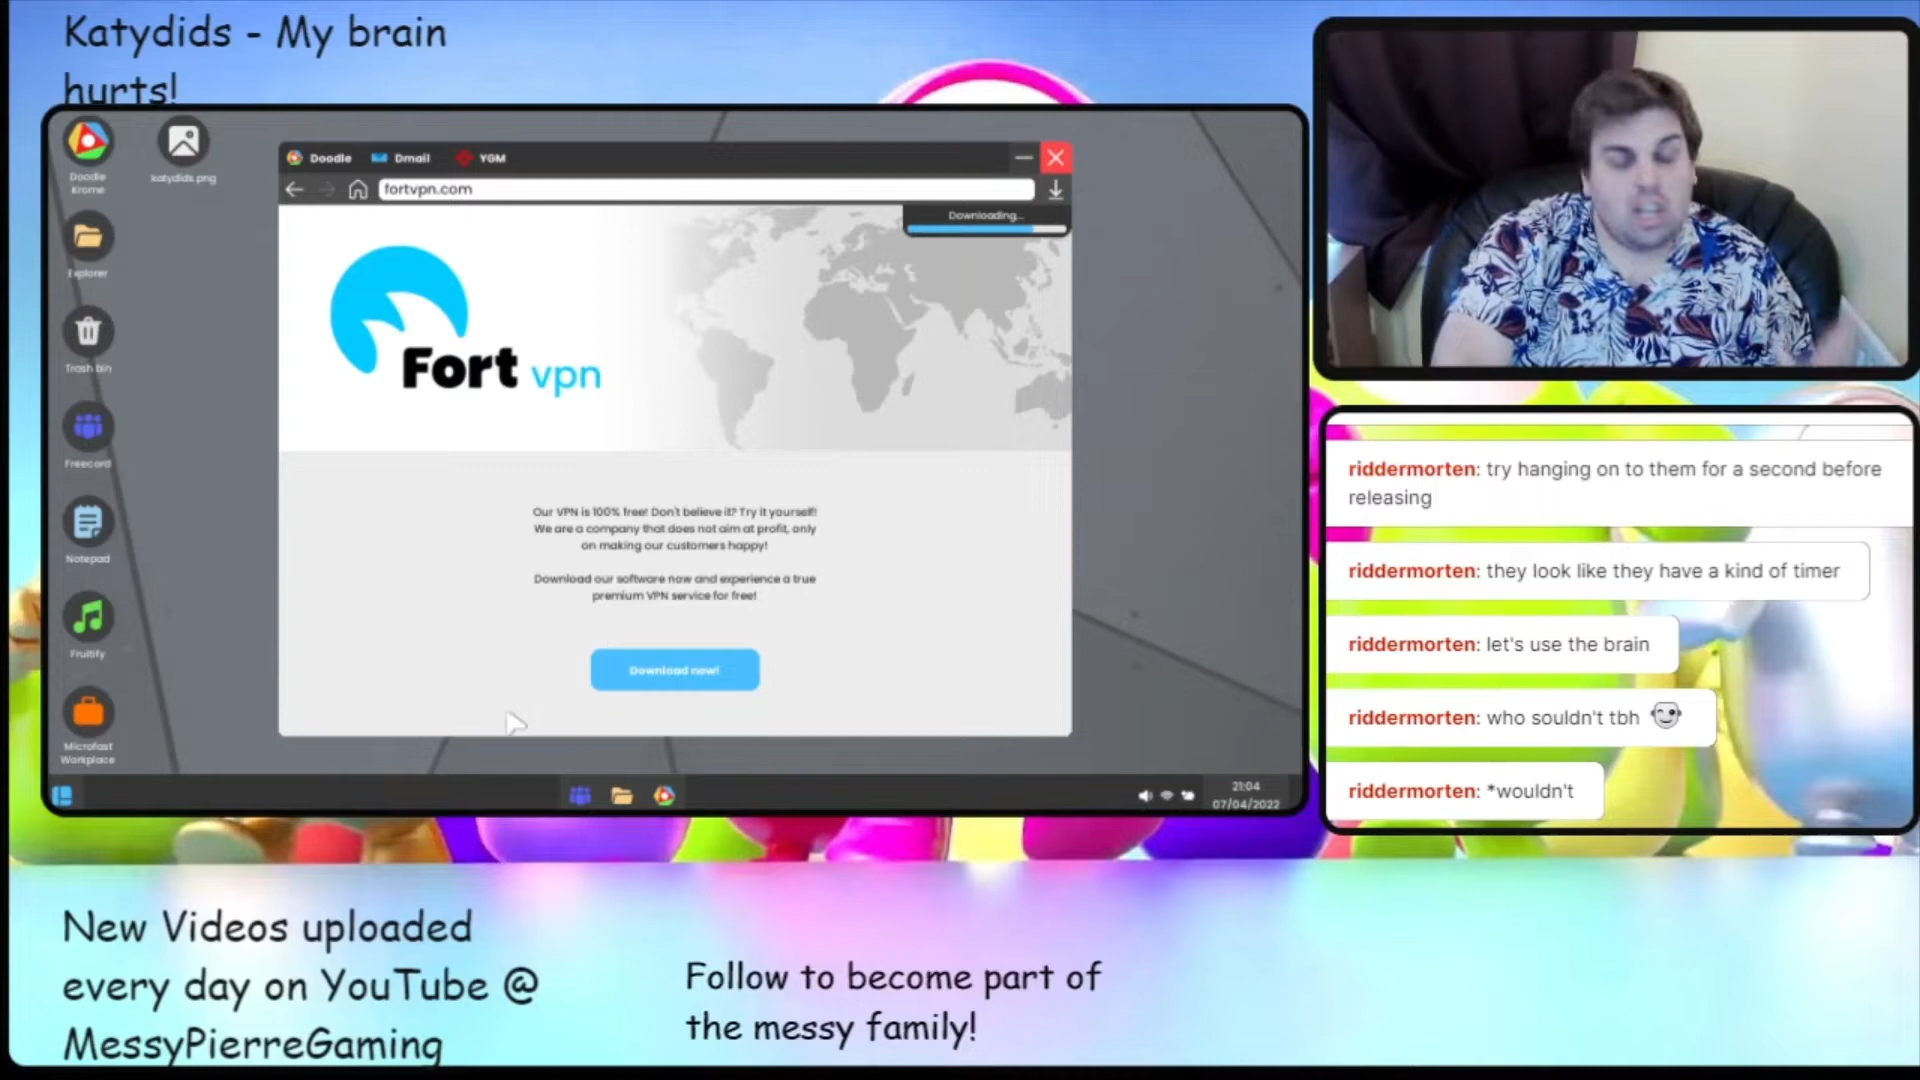 Katydids - My brain
hurts!
Doodle
Krome
katydids.png
Explorer
Trash bin
Freecord
Notepad
Fruitify
Microfast
Workplace
Doodle
Dmail
YGM
fortvpn.com
Downloading...
Fort vpn
Our VPN is 100% free! Don't believe it? Try it yourself!
We are a company that does not aim at profit, only
on making our customers happy!
Download our software now and experience a true
premium VPN service for free!
Download now!
21:04
07/04/2022
riddermorten: try hanging on to them for a second before
releasing
riddermorten: they look like they have a kind of timer
riddermorten: let's use the brain
riddermorten: who souldn't tbh
riddermorten: *wouldn't
New Videos uploaded
every day on YouTube @
MessyPierreGaming
Follow to become part of
the messy family!